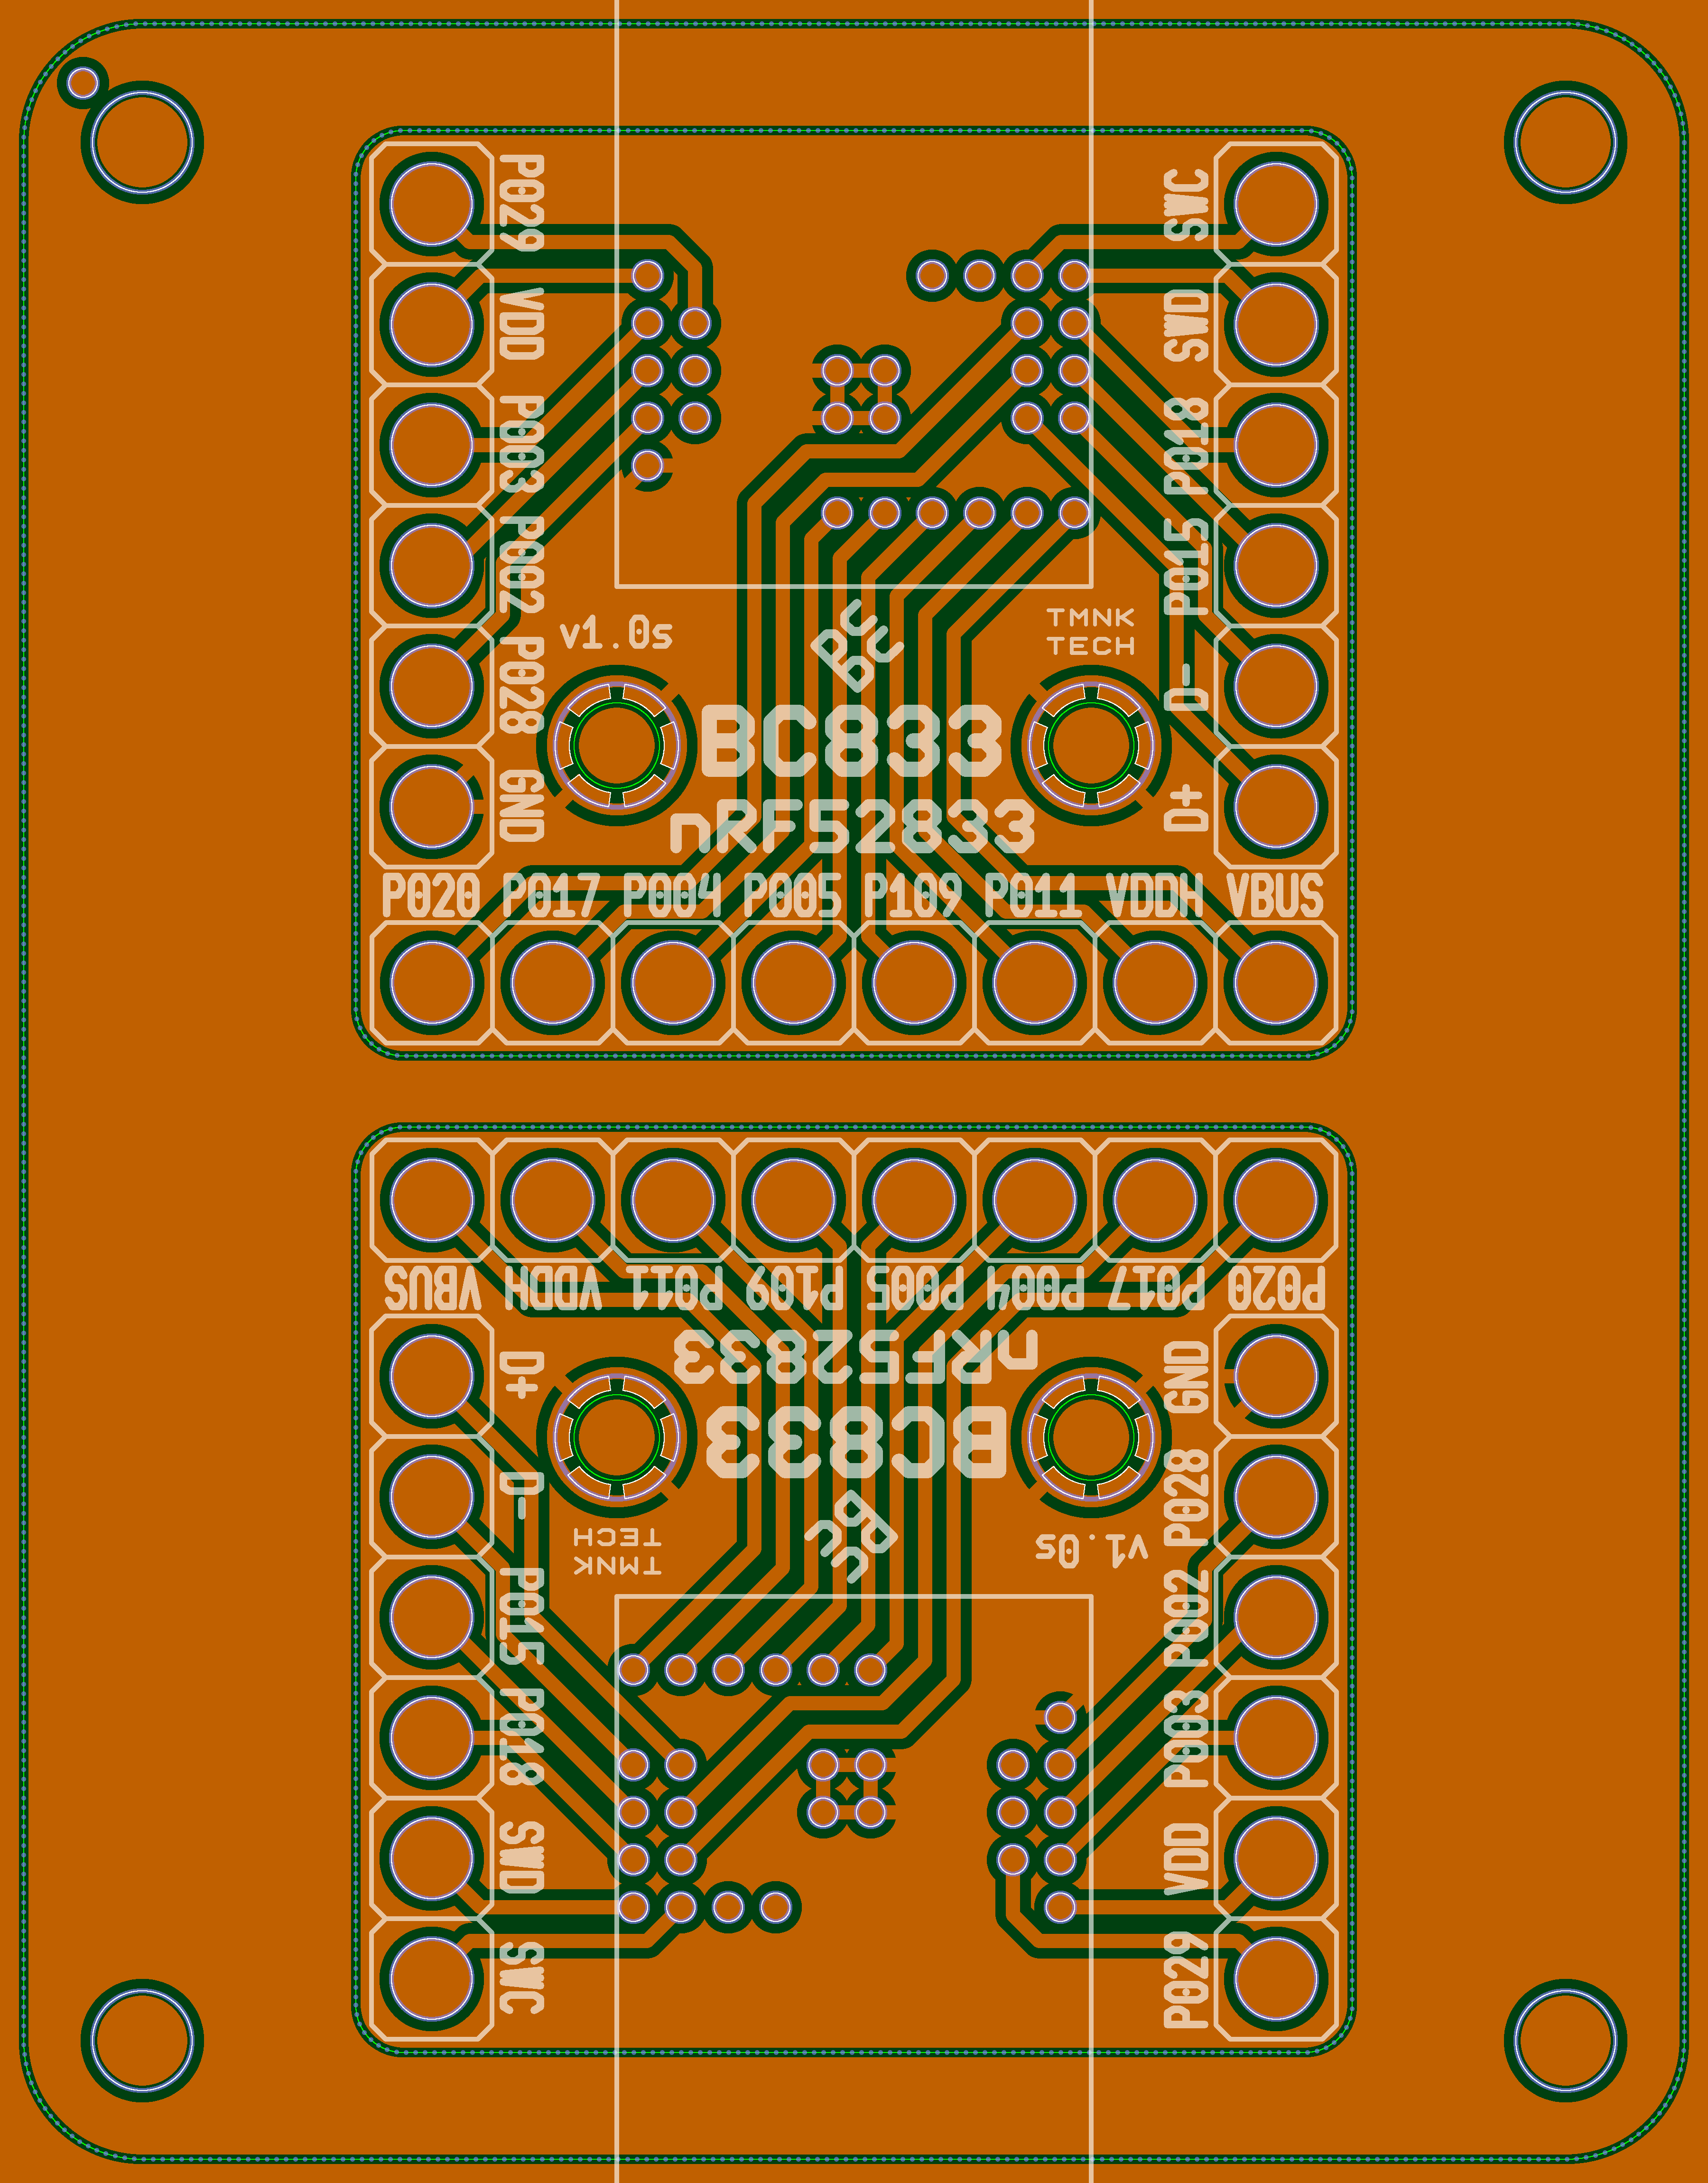 P029
VDD
P003
P002
P028
GND
SWC
SWD
P018
P015
D-
D+
v1.0s
TMNK
TECH
BC
BC833
nRF52833
P020 P017 P004 P005 P109 P011 VDDH VBUS
VBUS VDDH P011 P109 P005 P004 P017 P020
nRF52833
BC833
BC
TMNK
TECH
v1.0s
D+
D-
P015
P018
SWD
SWC
GND
P028
P002
P003
VDD
P029